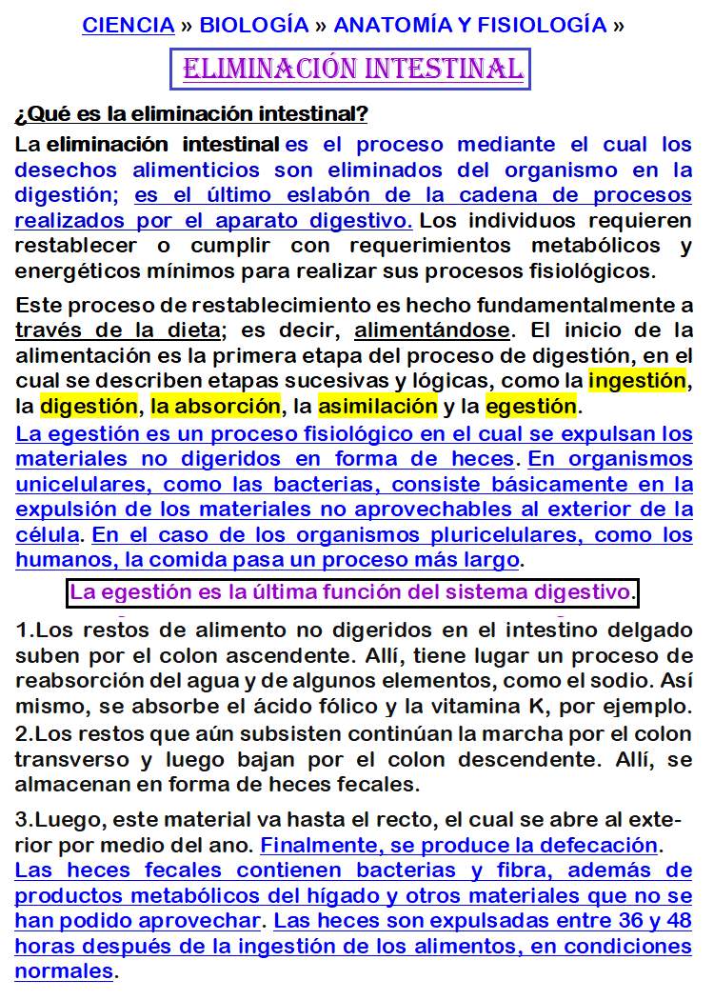 CIENCIA » BIOLOGÍA » ANATOMÍA Y FISIOLOGÍA »
ELIMINACIÓN INTESTINAL
¿Qué es la eliminación intestinal?
La eliminación intestinal es el proceso mediante el cual los
desechos alimenticios son eliminados del organismo en la
digestión; es el último eslabón de la cadena de procesos
realizados por el aparato digestivo. Los individuos requieren
restablecer o cumplir con requerimientos metabólicos y
energéticos mínimos para realizar sus procesos fisiológicos.
Este proceso de restablecimiento es hecho fundamentalmente a
través de la dieta; es decir, alimentándose. El inicio de la
alimentación es la primera etapa del proceso de digestión, en el
cual se describen etapas sucesivas y lógicas, como la ingestión,
la digestión, la absorción, la asimilación y la egestión.
La egestión es un proceso fisiológico en el cual se expulsan los
materiales no digeridos en forma de heces. En organismos
unicelulares, como las bacterias, consiste básicamente en la
expulsión de los materiales no aprovechables al exterior de la
célula. En el caso de los organismos pluricelulares, como los
humanos, la comida pasa un proceso más largo.
La egestión es la última función del sistema digestivo.
1.Los restos de alimento no digeridos en el intestino delgado
suben por el colon ascendente. Allí, tiene lugar un proceso de
reabsorción del agua y de algunos elementos, como el sodio. Así
mismo, se absorbe el ácido fólico y la vitamina K, por ejemplo.
2.Los restos que aún subsisten continúan la marcha por el colon
transverso y luego bajan por el colon descendente. Allí, se
almacenan en forma de heces fecales.
3.Luego, este material va hasta el recto, el cual se abre al exte-
rior por medio del ano. Finalmente, se produce la defecación.
Las heces fecales contienen bacterias y fibra, además de
productos metabólicos del hígado y otros materiales que no se
han podido aprovechar. Las heces son expulsadas entre 36 y 48
horas después de la ingestión de los alimentos, en condiciones
normales.